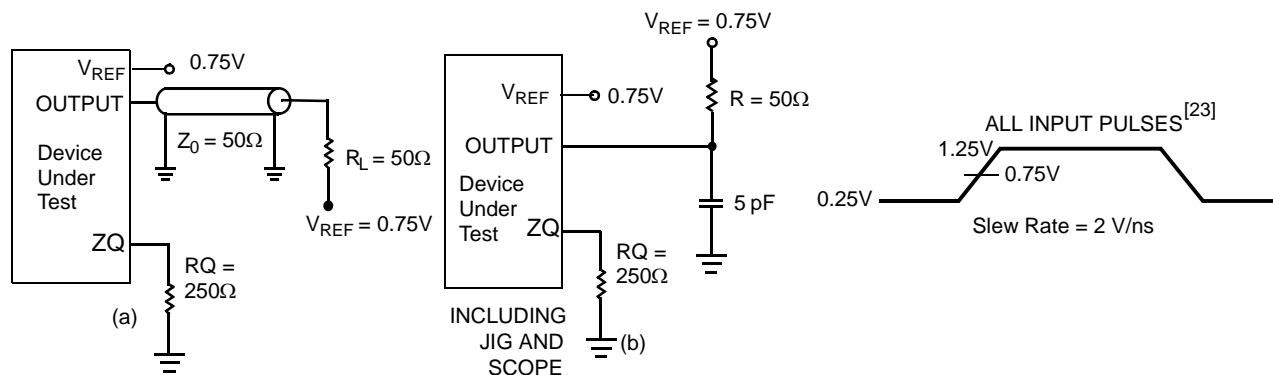 V_REF 0.75V
OUTPUT
Z_0 = 50Ω
Device
Under
Test
R_L = 50Ω
V_REF = 0.75V
ZQ
RQ =
250Ω
(a)
V_REF = 0.75V
R = 50Ω
V_REF 0.75V
OUTPUT
Device
Under
Test
5 pF
ZQ
RQ =
250Ω
INCLUDING
JIG AND
SCOPE
(b)
ALL INPUT PULSES[23]
1.25V
0.75V
0.25V
Slew Rate = 2 V/ns